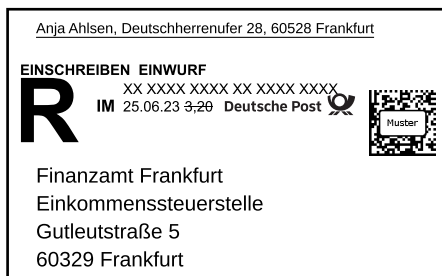 Anja Ahlsen, Deutschherrenufer 28, 60528 Frankfurt
EINSCHREIBEN EINWURF
R
XX XXXX XXXX XX XXXX XXXX
IM 25.06.23 3,20 Deutsche Post
Muster
Finanzamt Frankfurt
Einkommenssteuerstelle
Gutleutstraße 5
60329 Frankfurt